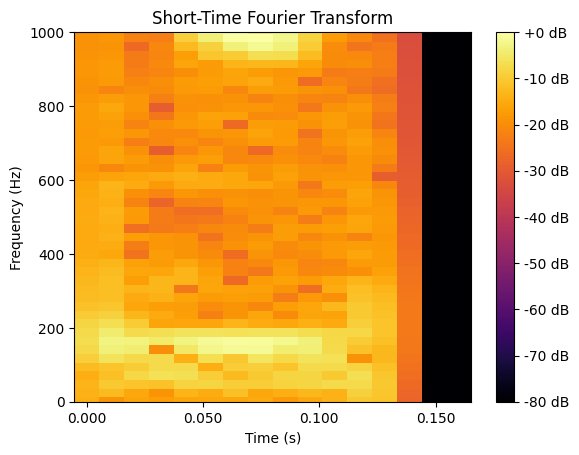 Short-Time Fourier Transform
1000
800
600
400
200
0
Frequency (Hz)
0.000
0.050
0.100
0.150
Time (s)
+0 dB
-10 dB
-20 dB
-30 dB
-40 dB
-50 dB
-60 dB
-70 dB
-80 dB